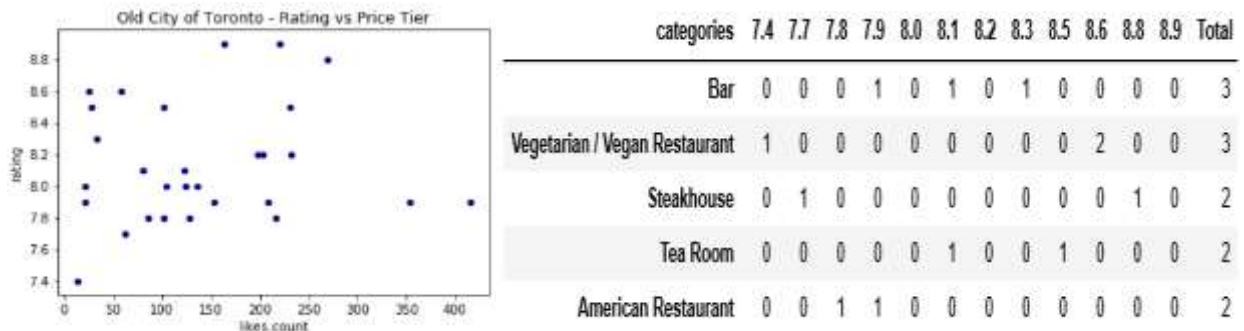 Old City of Toronto - Rating vs Price Tier
rating
8.8
8.6
8.4
8.2
8.0
7.8
7.6
7.4
0 50 100 150 200 250 300 350 400
likes.count
categories 7.4 7.7 7.8 7.9 8.0 8.1 8.2 8.3 8.5 8.6 8.8 8.9 Total
Bar 0 0 0 1 0 1 0 1 0 0 0 0 3
Vegetarian / Vegan Restaurant 1 0 0 0 0 0 0 0 0 2 0 0 3
Steakhouse 0 1 0 0 0 0 0 0 0 0 1 0 2
Tea Room 0 0 0 0 0 1 0 0 1 0 0 0 2
American Restaurant 0 0 1 1 0 0 0 0 0 0 0 0 2